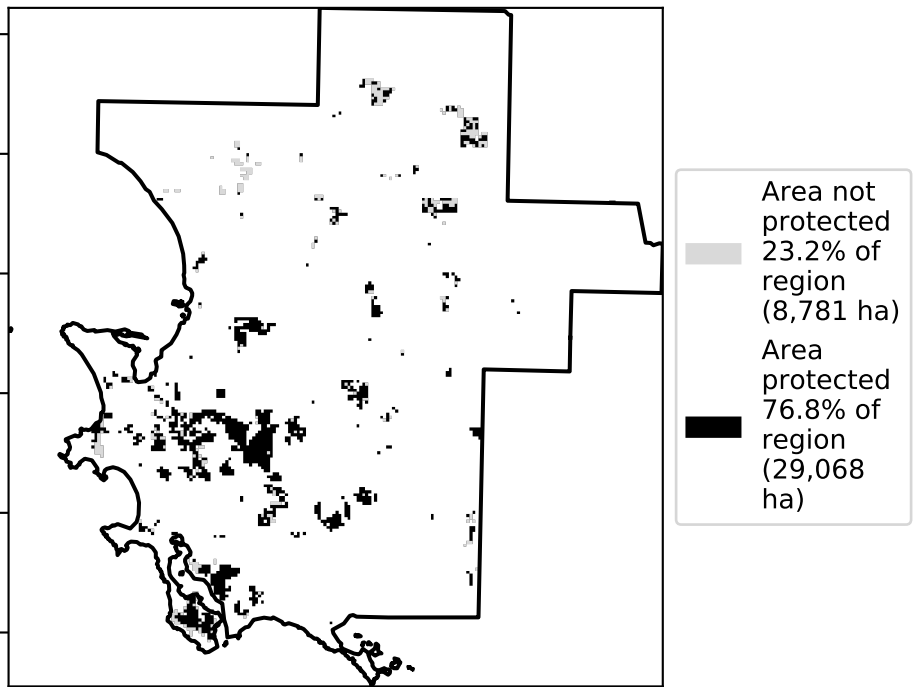 Area not
protected
23.2% of
region
(8,781 ha)
Area
protected
76.8% of
region
(29,068
ha)